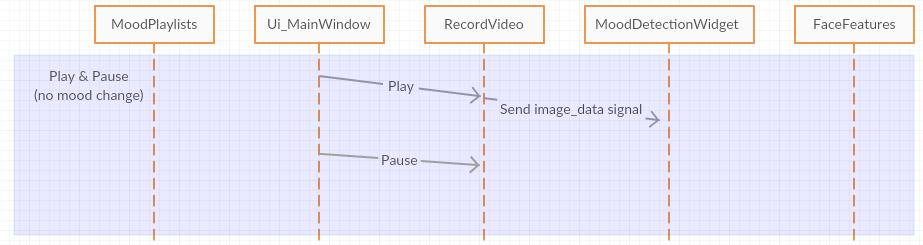 MoodPlaylists
Ui_MainWindow
RecordVideo
MoodDetectionWidget
FaceFeatures
Play & Pause
(no mood change)
Play
Send image_data signal
Pause